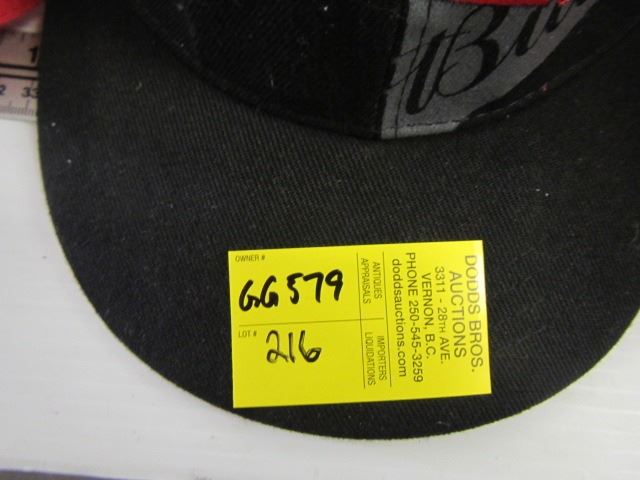 OWNER #
GG579
LOT #
216
ANTIQUES
APPRAISALS
IMPORTERS
LIQUIDATIONS
DODDS BROS.
AUCTIONS
3311 - 28TH AVE.
VERNON, B.C.
PHONE 250-545-3259
doddsauctions.com